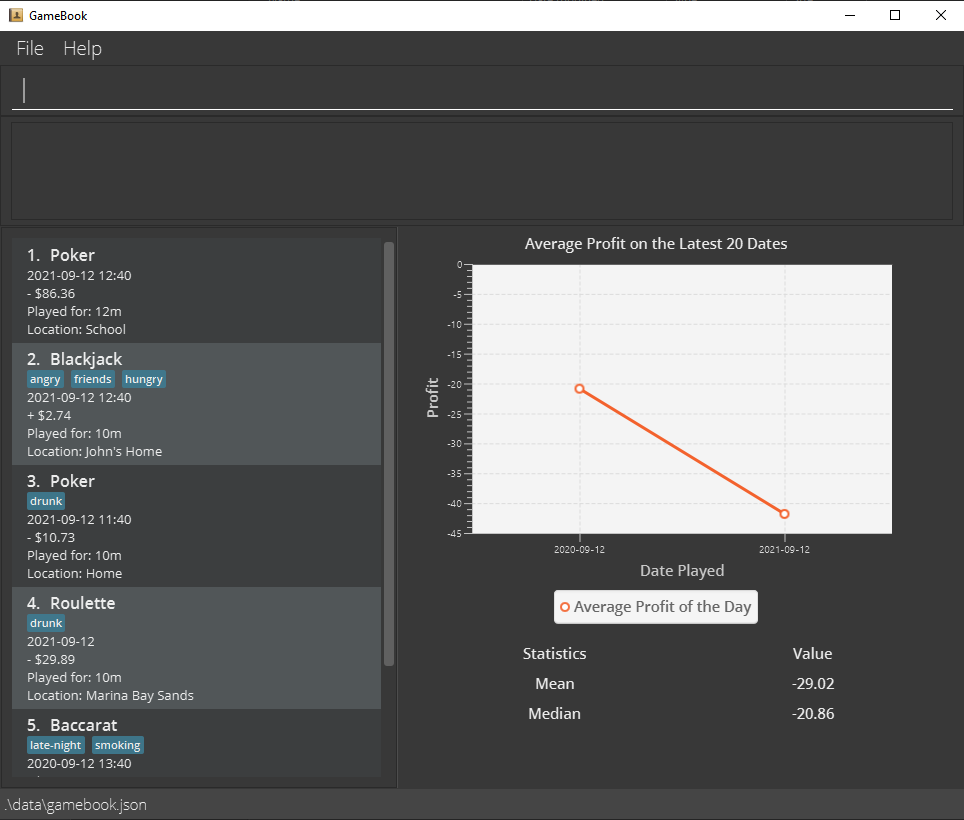 GameBook
File Help
1. Poker
2021-09-12 12:40
- $86.36
Played for: 12m
Location: School
2. Blackjack
angry friends hungry
2021-09-12 12:40
+ $2.74
Played for: 10m
Location: John's Home
3. Poker
drunk
2021-09-12 11:40
- $10.73
Played for: 10m
Location: Home
4. Roulette
drunk
2021-09-12
- $29.89
Played for: 10m
Location: Marina Bay Sands
5. Baccarat
late-night smoking
2020-09-12 13:40
Average Profit on the Latest 20 Dates
Profit
0
-5
-10
-15
-20
-25
-30
-35
-40
-45
2020-09-12 2021-09-12
Date Played
Average Profit of the Day
Statistics Value
Mean -29.02
Median -20.86
.\data\gamebook.json